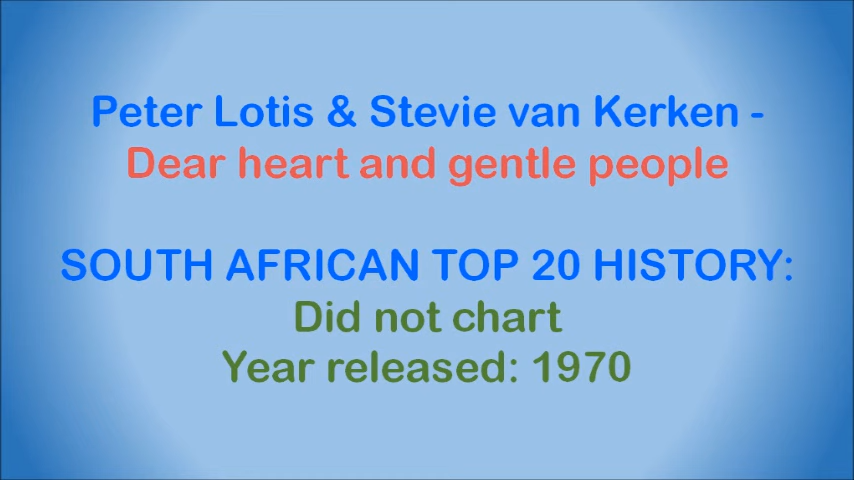 Peter Lotis & Stevie van Kerken -
Dear heart and gentle people
SOUTH AFRICAN TOP 20 HISTORY:
Did not chart
Year released: 1970